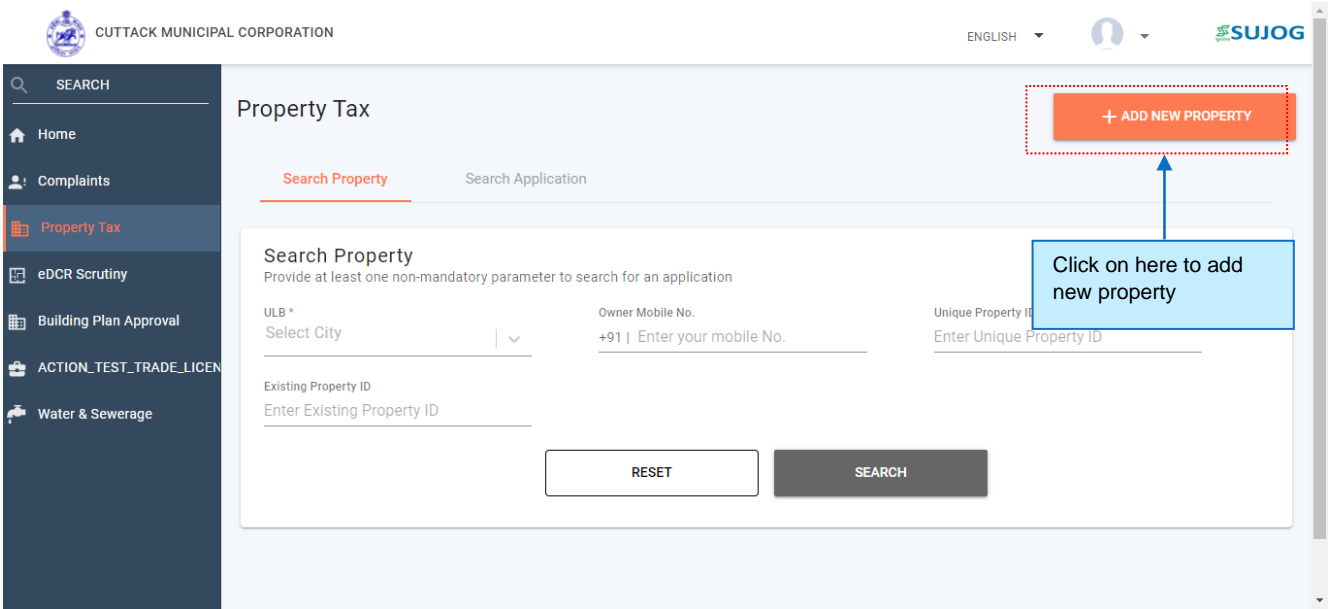 CUTTACK MUNICIPAL CORPORATION
ENGLISH
SUJOG
SEARCH
Home
Complaints
Property Tax
eDCR Scrutiny
Building Plan Approval
ACTION_TEST_TRADE_LICEN
Water & Sewerage
Property Tax
+ ADD NEW PROPERTY
Search Property
Search Application
Click on here to add
new property
Search Property
Provide at least one non-mandatory parameter to search for an application
ULB *
Select City
Owner Mobile No.
+91 | Enter your mobile No.
Unique Property ID
Enter Unique Property ID
Existing Property ID
Enter Existing Property ID
RESET
SEARCH